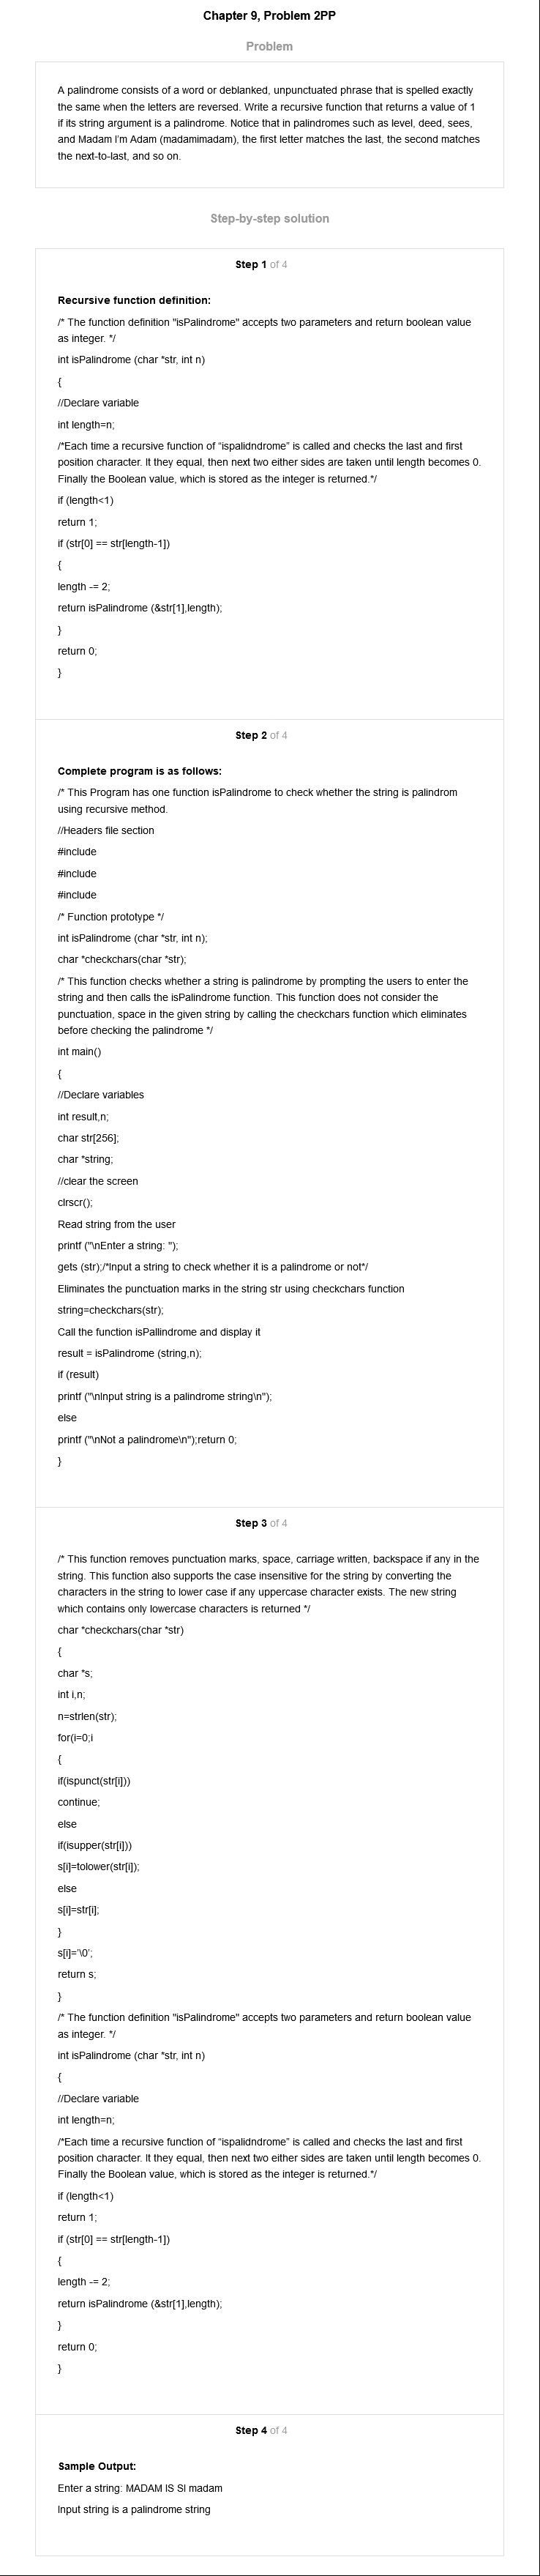 Chapter 9, Problem 2PP
Problem
A palindrome consists of a word or deblanked, unpunctuated phrase that is spelled exactly
the same when the letters are reversed. Write a recursive function that returns a value of 1
if its string argument is a palindrome. Notice that in palindromes such as level, deed, sees,
and Madam I'm Adam (madamimadam), the first letter matches the last, the second matches
the next-to-last, and so on.
Step-by-step solution
Step 1 of 4
Recursive function definition:
/* The function definition "isPalindrome" accepts two parameters and return boolean value
as integer. */
int isPalindrome (char *str, int n)
{
//Declare variable
int length=n;
/*Each time a recursive function of “ispalidndrome” is called and checks the last and first
position character. It they equal, then next two either sides are taken until length becomes 0.
Finally the Boolean value, which is stored as the integer is returned.*/
if (length<1)
return 1;
if (str[0] == str[length-1])
{
length -= 2;
return isPalindrome (&str[1],length);
}
return 0;
}
Step 2 of 4
Complete program is as follows:
/* This Program has one function isPalindrome to check whether the string is palindrom
using recursive method.
//Headers file section
#include
#include
#include
/* Function prototype */
int isPalindrome (char *str, int n);
char *checkchars(char *str);
/* This function checks whether a string is palindrome by prompting the users to enter the
string and then calls the isPalindrome function. This function does not consider the
punctuation, space in the given string by calling the checkchars function which eliminates
before checking the palindrome */
int main()
{
//Declare variables
int result,n;
char str[256];
char *string;
//clear the screen
clrscr();
Read string from the user
printf ("\nEnter a string: ");
gets (str);/*Input a string to check whether it is a palindrome or not*/
Eliminates the punctuation marks in the string str using checkchars function
string=checkchars(str);
Call the function isPallindrome and display it
result = isPalindrome (string,n);
if (result)
printf ("\nInput string is a palindrome string\n");
else
printf ("\nNot a palindrome\n");return 0;
}
Step 3 of 4
/* This function removes punctuation marks, space, carriage written, backspace if any in the
string. This function also supports the case insensitive for the string by converting the
characters in the string to lower case if any uppercase character exists. The new string
which contains only lowercase characters is returned */
char *checkchars(char *str)
{
char *s;
int i,n;
n=strlen(str);
for(i=0;i
{
if(ispunct(str[i]))
continue;
else
if(isupper(str[i]))
s[i]=tolower(str[i]);
else
s[i]=str[i];
}
s[i]='\0';
return s;
}
/* The function definition "isPalindrome" accepts two parameters and return boolean value
as integer. */
int isPalindrome (char *str, int n)
{
//Declare variable
int length=n;
/*Each time a recursive function of “ispalidndrome” is called and checks the last and first
position character. It they equal, then next two either sides are taken until length becomes 0.
Finally the Boolean value, which is stored as the integer is returned.*/
if (length<1)
return 1;
if (str[0] == str[length-1])
{
length -= 2;
return isPalindrome (&str[1],length);
}
return 0;
}
Step 4 of 4
Sample Output:
Enter a string: MADAM IS SI madam
Input string is a palindrome string